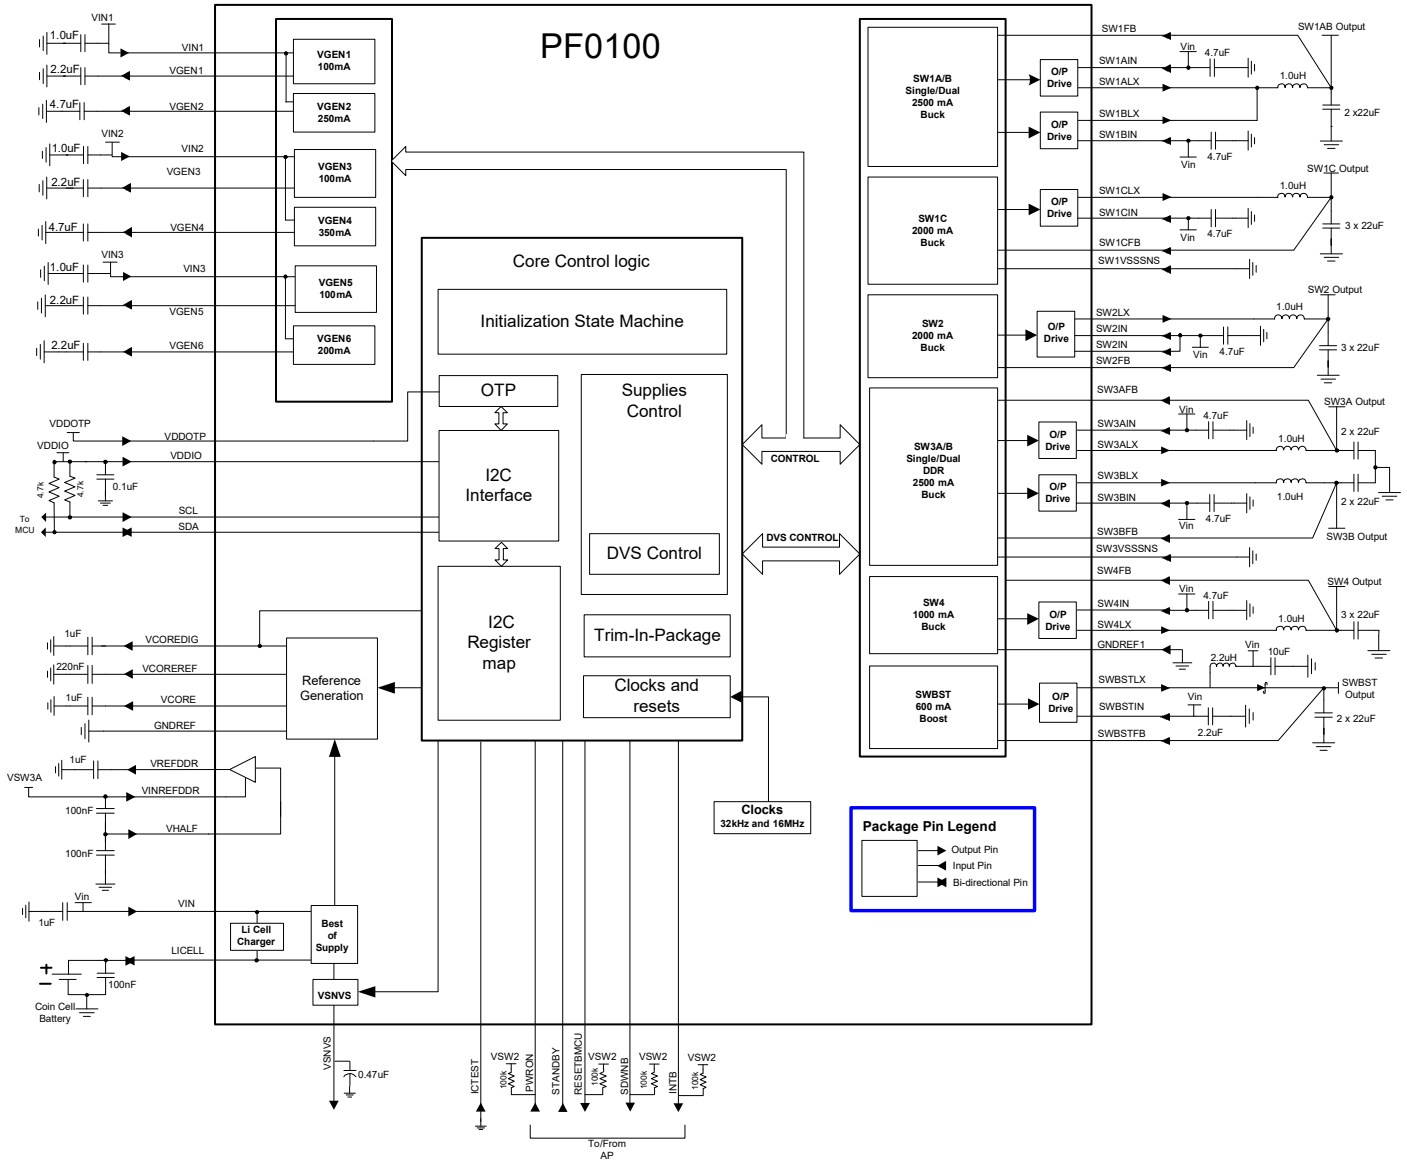 PF0100
VIN1
1.0uF
VIN1
2.2uF
VGEN1
4.7uF
VGEN2
VIN2
1.0uF
VIN2
VGEN3
2.2uF
4.7uF
VGEN4
VIN3
1.0uF
VIN3
2.2uF
VGEN5
2.2uF
VGEN6
VGEN1
100mA
VGEN2
250mA
VGEN3
100mA
VGEN4
350mA
VGEN5
100mA
VGEN6
200mA
VDDOTP
VDDOTP
VDDIO
VDDIO
4.7k
4.7k
0.1uF
To
MCU
SCL
SDA
1uF
VCOREDIG
220nF
VCOREREF
1uF
VCORE
GNDREF
Reference
Generation
1uF
VREFDDR
VSW3A
VINREFDDR
100nF
VHALF
100nF
Vin
VIN
1uF
Li Cell
Charger
Best
of
Supply
LICELL
+
100nF
Coin Cell
Battery
VSNVS
VSNVS
0.47uF
Core Control logic
Initialization State Machine
OTP
I2C
Interface
I2C
Register
map
Supplies
Control
DVS Control
Trim-In-Package
Clocks and
resets
Clocks
32kHz and 16MHz
CONTROL
DVS CONTROL
ICTEST
VSW2
100k
PWRON
STANDBY
RESETBMCU
VSW2
100k
SDWNB
VSW2
100k
INTB
VSW2
100k
To/From
AP
SW1A/B
Single/Dual
2500 mA
Buck
SW1C
2000 mA
Buck
SW2
2000 mA
Buck
SW3A/B
Single/Dual
DDR
2500 mA
Buck
SW4
1000 mA
Buck
SWBST
600 mA
Boost
O/P
Drive
O/P
Drive
O/P
Drive
O/P
Drive
O/P
Drive
O/P
Drive
O/P
Drive
O/P
Drive
SW1FB
SW1AB Output
SW1AIN
Vin
4.7uF
SW1ALX
1.0uH
2 x22uF
SW1BLX
SW1BIN
Vin
4.7uF
SW1C Output
SW1CLX
1.0uH
SW1CIN
Vin
4.7uF
3 x 22uF
SW1CFB
SW1VSSSNS
SW2 Output
SW2LX
1.0uH
SW2IN
SW2IN
Vin
4.7uF
3 x 22uF
SW2FB
SW3AFB
SW3A Output
SW3AIN
Vin
4.7uF
2 x 22uF
SW3ALX
1.0uH
SW3BLX
1.0uH
SW3BIN
Vin
4.7uF
2 x 22uF
SW3BFB
SW3B Output
SW3VSSSNS
SW4FB
SW4 Output
SW4IN
Vin
4.7uF
3 x 22uF
SW4LX
1.0uH
GNDREF1
2.2uH
Vin
10uF
SWBSTLX
SWBST
Output
SWBSTIN
Vin
2.2uF
2 x 22uF
SWBSTFB
Package Pin Legend
Output Pin
Input Pin
Bi-directional Pin